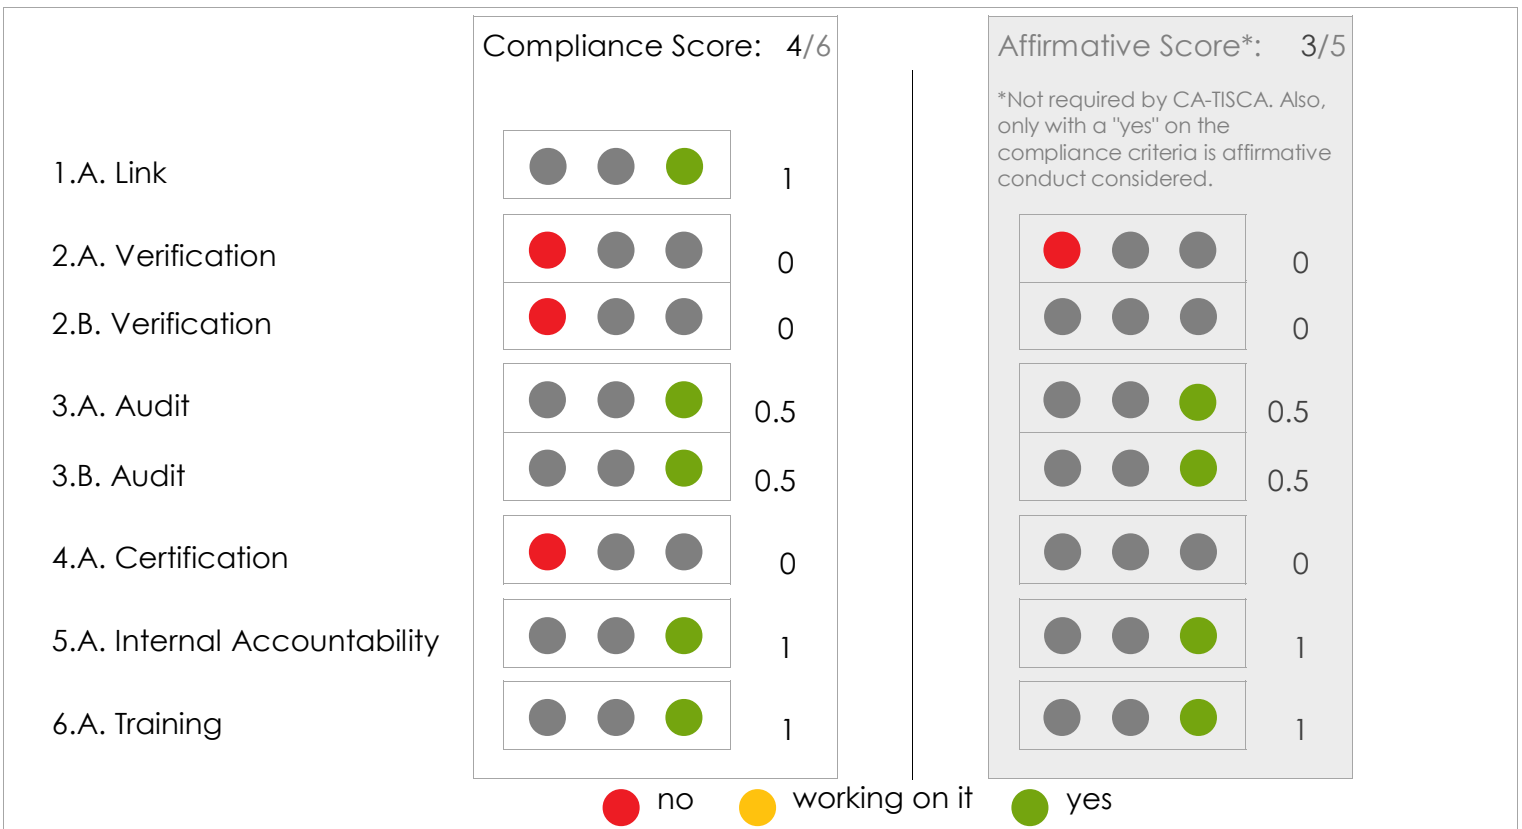 Compliance Score: 4/6
Affirmative Score*: 3/5
*Not required by CA-TISCA. Also,
only with a "yes" on the
compliance criteria is affirmative
conduct considered.
1.A. Link 1
2.A. Verification 0 0
2.B. Verification 0 0
3.A. Audit 0.5 0.5
3.B. Audit 0.5 0.5
4.A. Certification 0 0
5.A. Internal Accountability 1 1
6.A. Training 1 1
no working on it yes